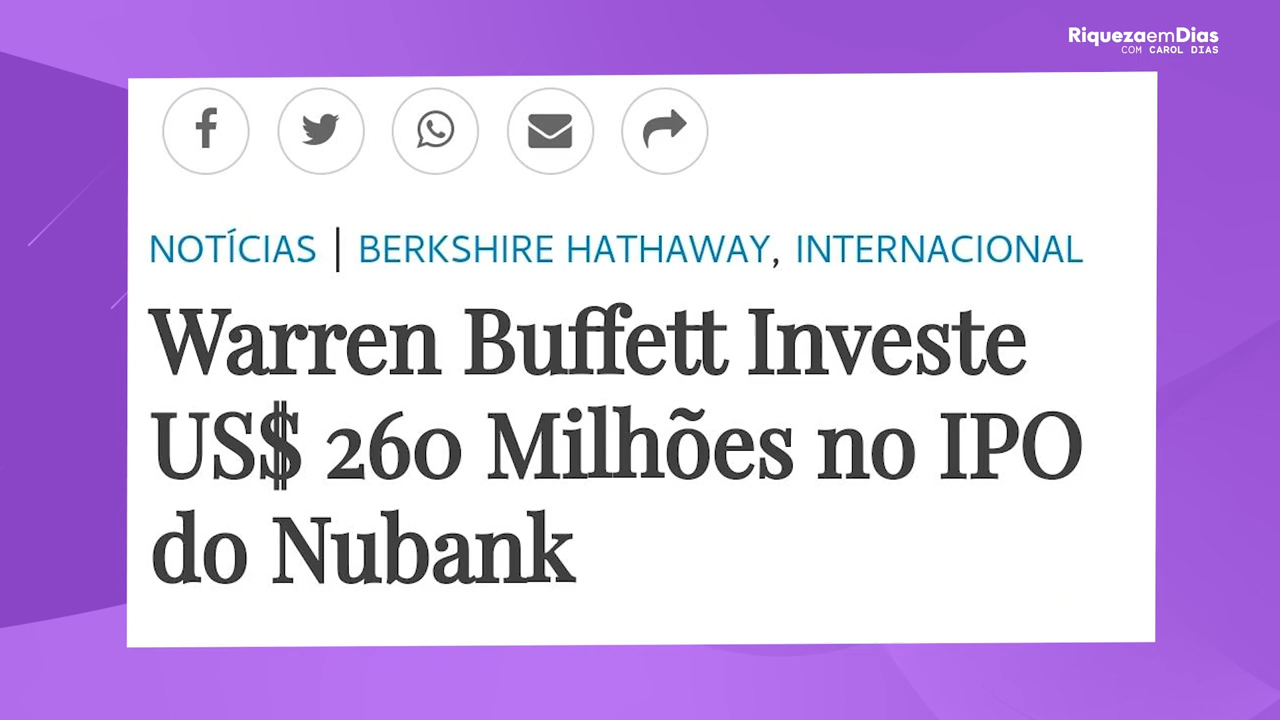 RiquezaemDias
COM CAROL DIAS
NOTÍCIAS | BERKSHIRE HATHAWAY, INTERNACIONAL
Warren Buffett Investe
US$ 260 Milhões no IPO
do Nubank